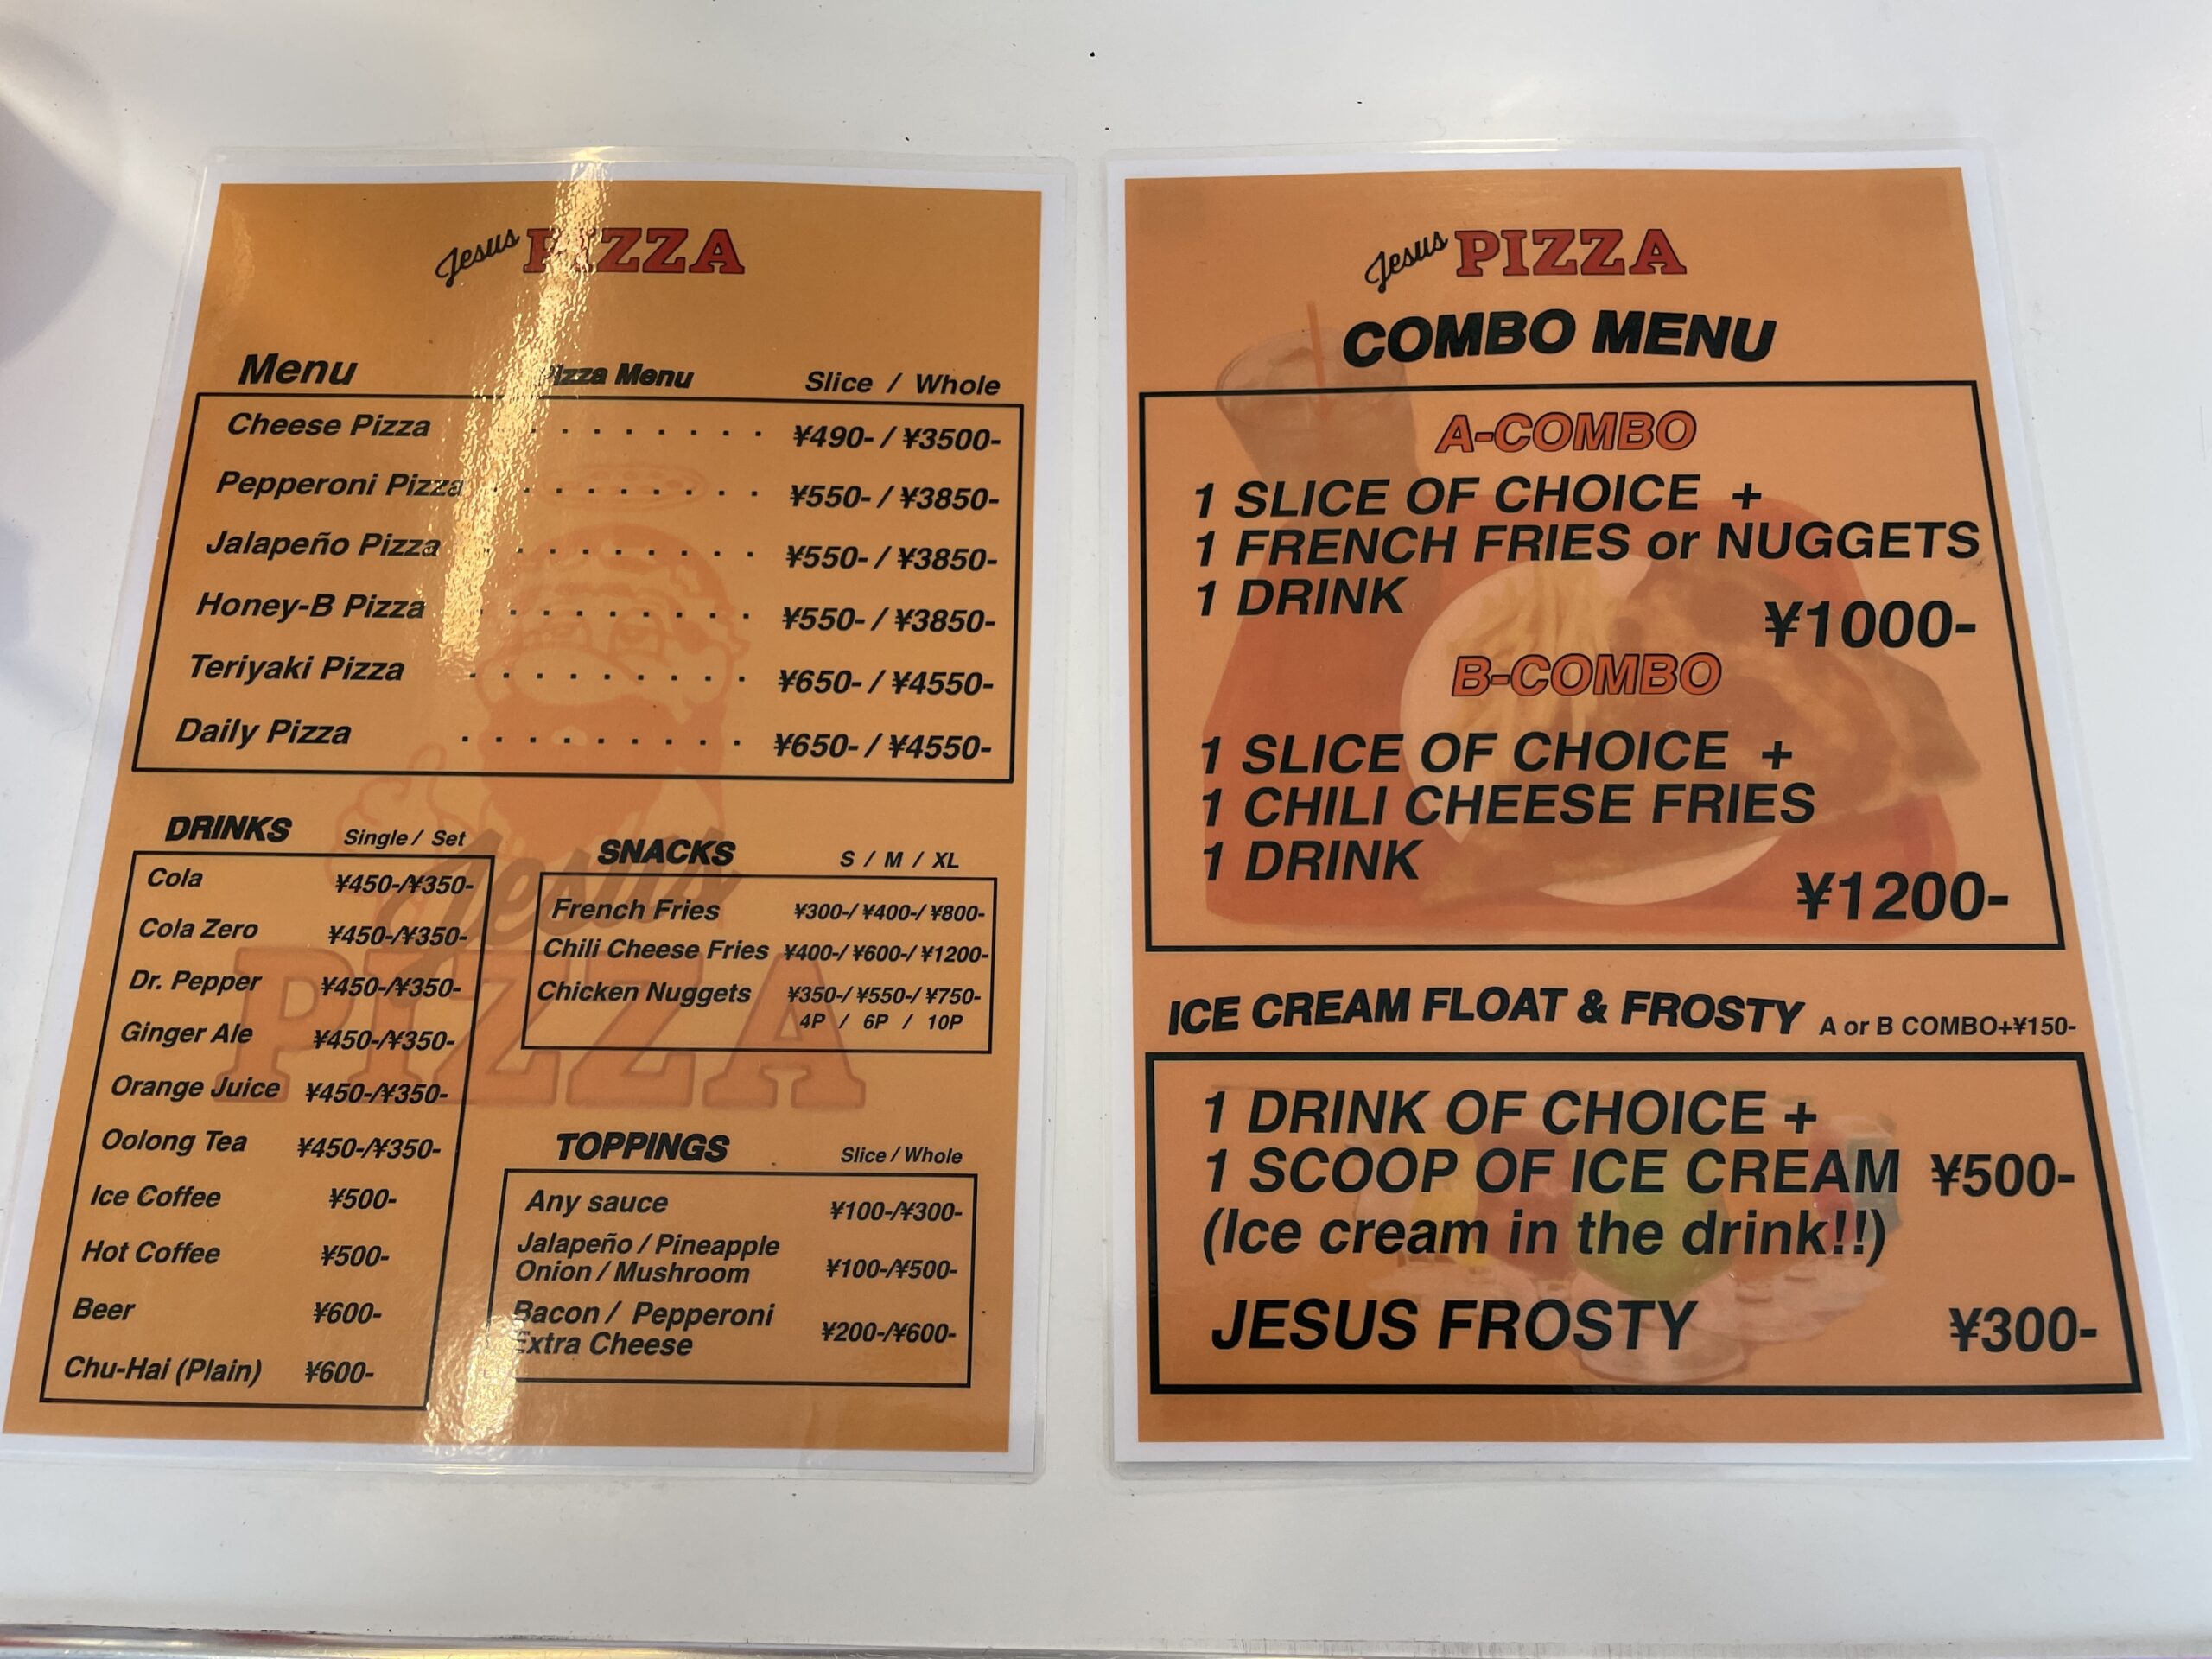 Jesus PIZZA
Menu Pizza Menu Slice / Whole
Cheese Pizza . . . . . . . . ¥490- / ¥3500-
Pepperoni Pizza . . . . . . . . . ¥550- / ¥3850-
Jalapeño Pizza . . . . . . . . . ¥550- / ¥3850-
Honey-B Pizza . . . . . . . . . ¥550- / ¥3850-
Teriyaki Pizza . . . . . . . . . ¥650- / ¥4550-
Daily Pizza . . . . . . . . . ¥650- / ¥4550-
DRINKS Single / Set
Cola ¥450-/¥350-
Cola Zero ¥450-/¥350-
Dr. Pepper ¥450-/¥350-
Ginger Ale ¥450-/¥350-
Orange Juice ¥450-/¥350-
Oolong Tea ¥450-/¥350-
Ice Coffee ¥500-
Hot Coffee ¥500-
Beer ¥600-
Chu-Hai (Plain) ¥600-
SNACKS S / M / XL
French Fries ¥300-/ ¥400-/ ¥800-
Chili Cheese Fries ¥400-/ ¥600-/ ¥1200-
Chicken Nuggets ¥350-/ ¥550-/ ¥750-
4P / 6P / 10P
TOPPINGS Slice / Whole
Any sauce ¥100-/¥300-
Jalapeño / Pineapple
Onion / Mushroom ¥100-/¥500-
Bacon / Pepperoni
Extra Cheese ¥200-/¥600-
Jesus
PIZZA
Jesus PIZZA
COMBO MENU
A-COMBO
1 SLICE OF CHOICE +
1 FRENCH FRIES or NUGGETS
1 DRINK
¥1000-
B-COMBO
1 SLICE OF CHOICE +
1 CHILI CHEESE FRIES
1 DRINK
¥1200-
ICE CREAM FLOAT & FROSTY A or B COMBO+¥150-
1 DRINK OF CHOICE +
1 SCOOP OF ICE CREAM ¥500-
(Ice cream in the drink!!)
JESUS FROSTY ¥300-